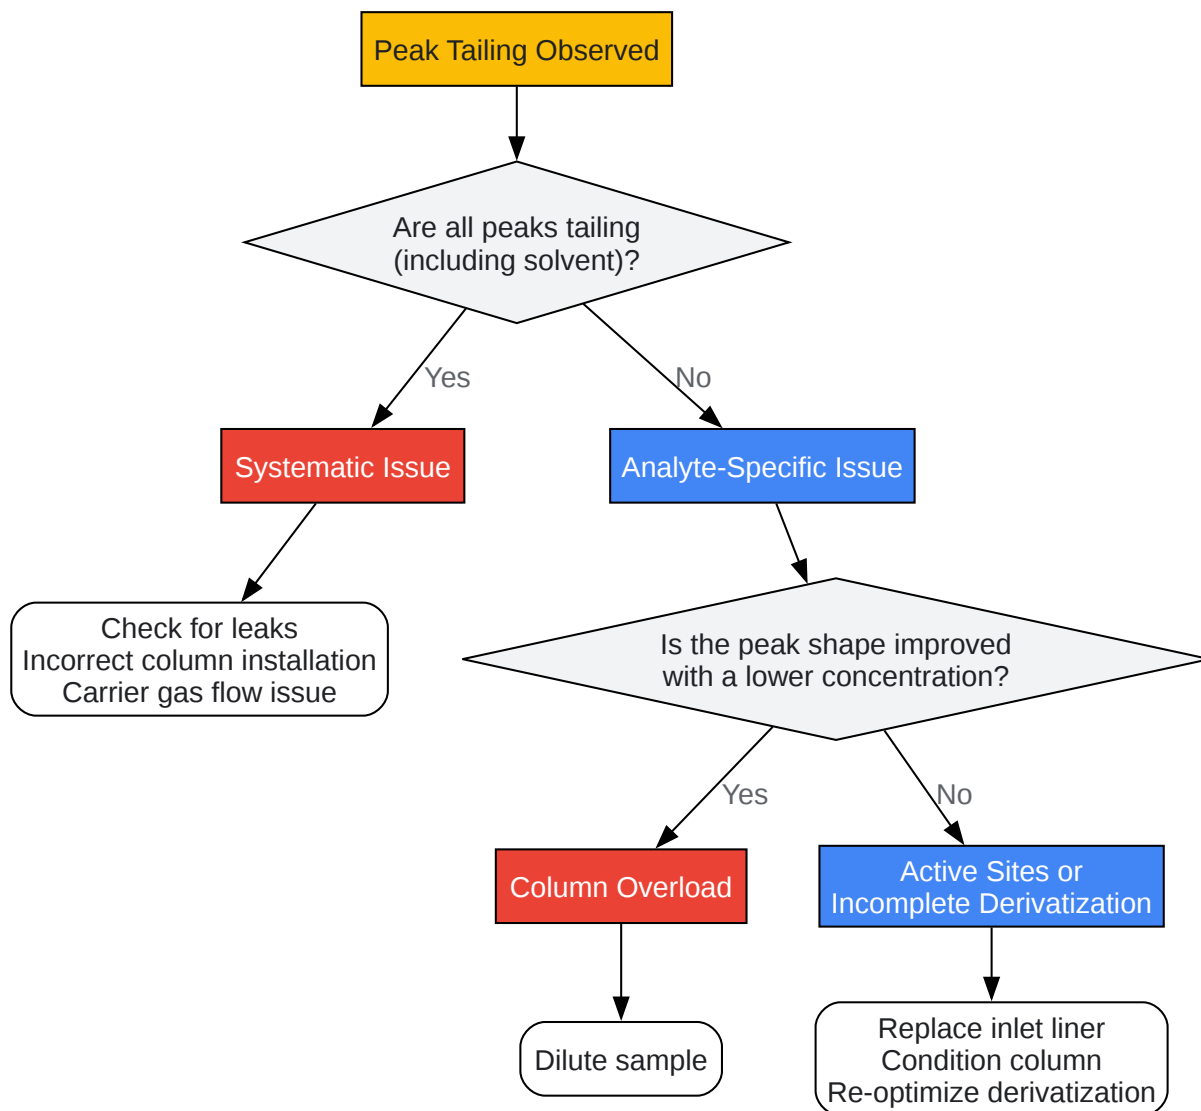 Peak Tailing Observed
Are all peaks tailing
(including solvent)?
Yes
No
Systematic Issue
Analyte-Specific Issue
Check for leaks
Incorrect column installation
Carrier gas flow issue
Is the peak shape improved
with a lower concentration?
Yes
No
Column Overload
Active Sites or
Incomplete Derivatization
Dilute sample
Replace inlet liner
Condition column
Re-optimize derivatization